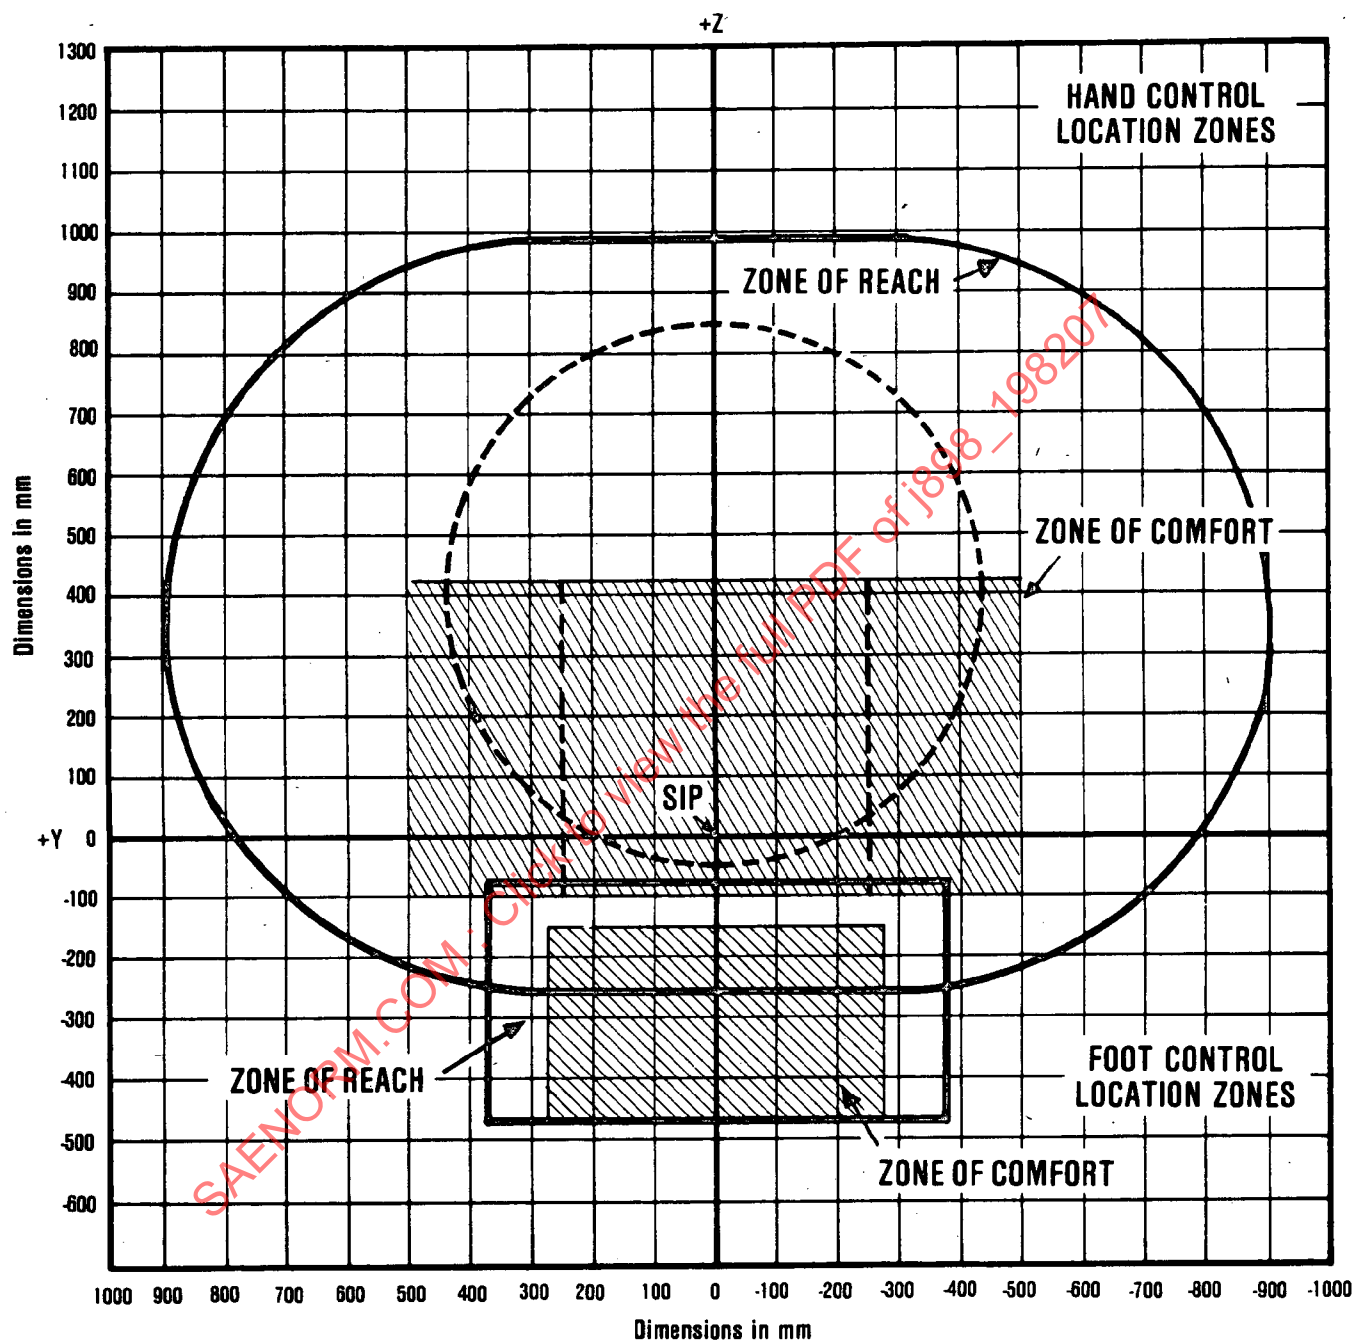 +Z
1300
1200
1100
1000
900
800
700
600
500
400
300
200
100
+Y 0
-100
-200
-300
-400
-500
-600
Dimensions in mm
HAND CONTROL
LOCATION ZONES
ZONE OF REACH
ZONE OF COMFORT
SIP
ZONE OF REACH
FOOT CONTROL
LOCATION ZONES
ZONE OF COMFORT
1000 900 800 700 600 500 400 300 200 100 0 -100 -200 -300 -400 -500 -600 -700 -800 -900 -1000
Dimensions in mm
SAENORM.COM : Click to view the full PDF of j898_198207